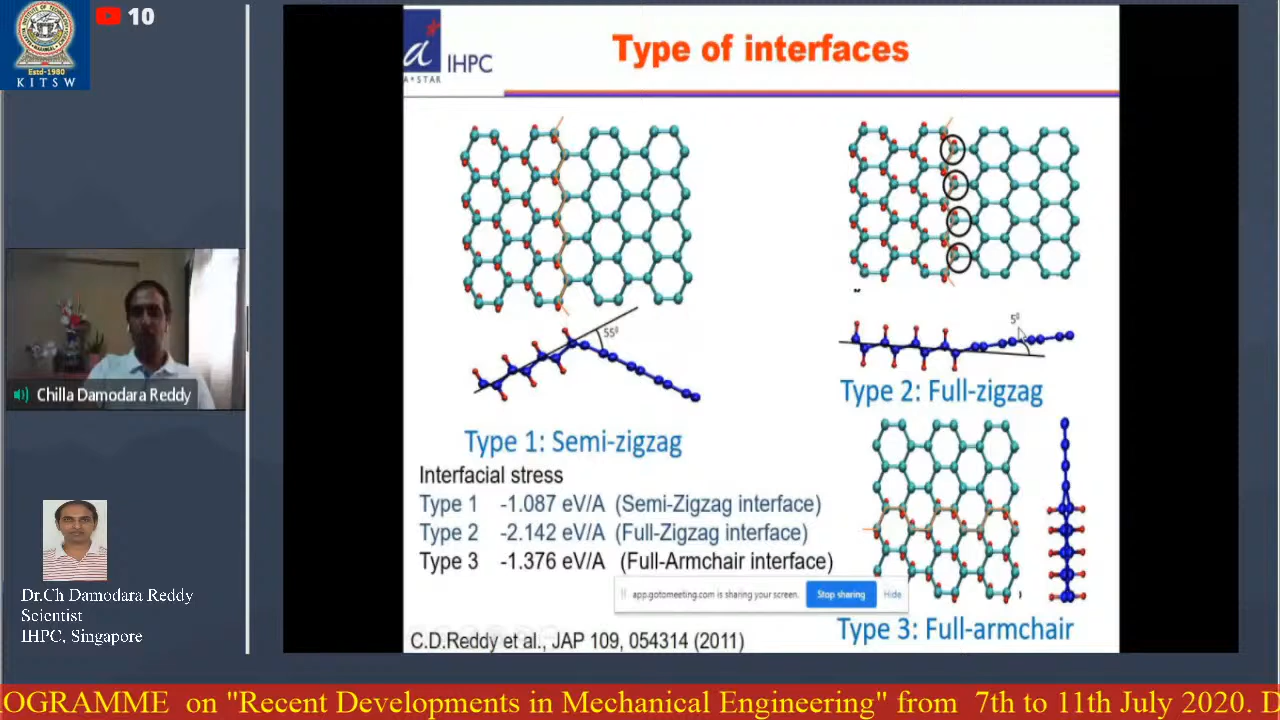 10
Estd-1980
KITSW
A★STAR
IHPC
Type of interfaces
55⁰
5⁰
Type 2: Full-zigzag
Type 1: Semi-zigzag
Interfacial stress
Type 1 -1.087 eV/A (Semi-Zigzag interface)
Type 2 -2.142 eV/A (Full-Zigzag interface)
Type 3 -1.376 eV/A (Full-Armchair interface)
app.gotomeeting.com is sharing your screen. Stop sharing Hide
C.D.Reddy et al., JAP 109, 054314 (2011)
Type 3: Full-armchair
Chilla Damodara Reddy
Dr.Ch Damodara Reddy
Scientist
IHPC, Singapore
OGRAMME on "Recent Developments in Mechanical Engineering" from 7th to 11th July 2020. D